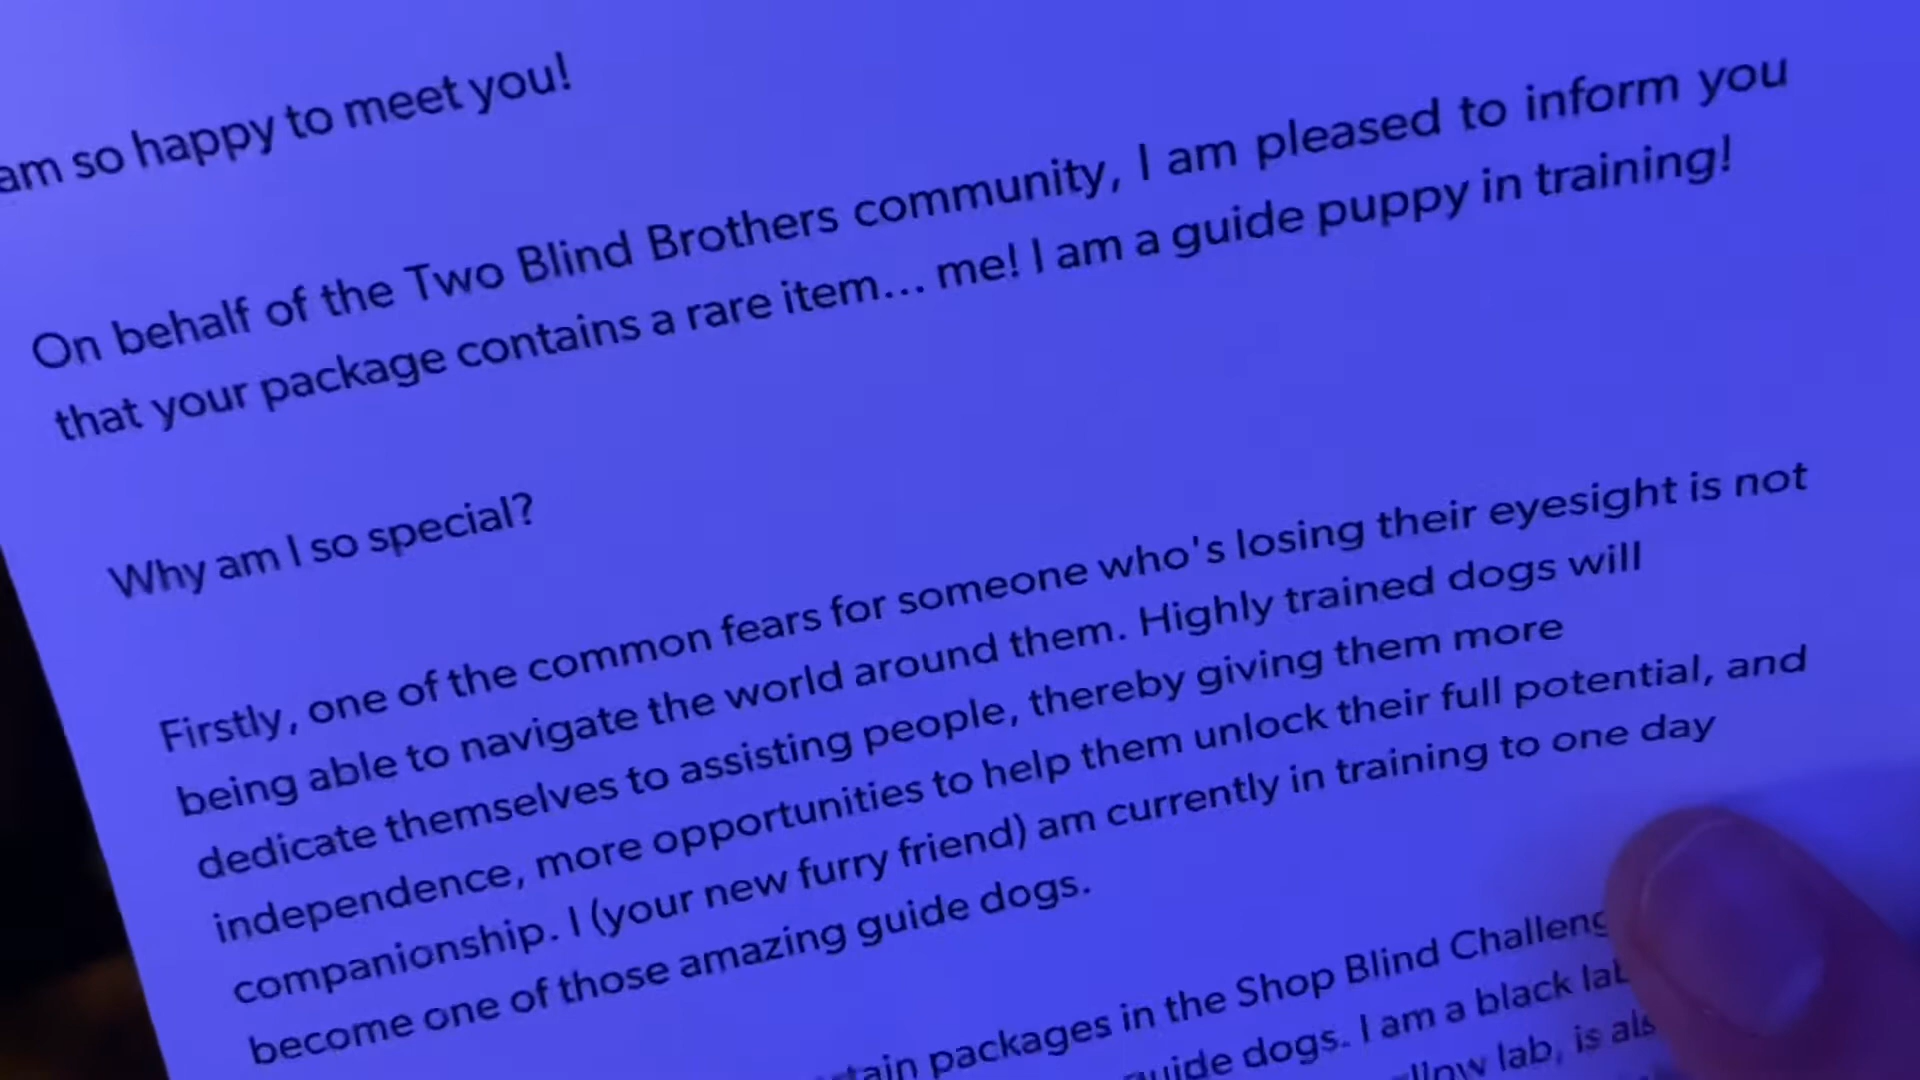 am so happy to meet you!
On behalf of the Two Blind Brothers community, I am pleased to inform you
that your package contains a rare item... me! I am a guide puppy in training!
Why am I so special?
Firstly, one of the common fears for someone who's losing their eyesight is not
being able to navigate the world around them. Highly trained dogs will
dedicate themselves to assisting people, thereby giving them more
independence, more opportunities to help them unlock their full potential, and
companionship. I (your new furry friend) am currently in training to one day
become one of those amazing guide dogs.
packages in the Shop Blind
dogs. I am a black
lab, is